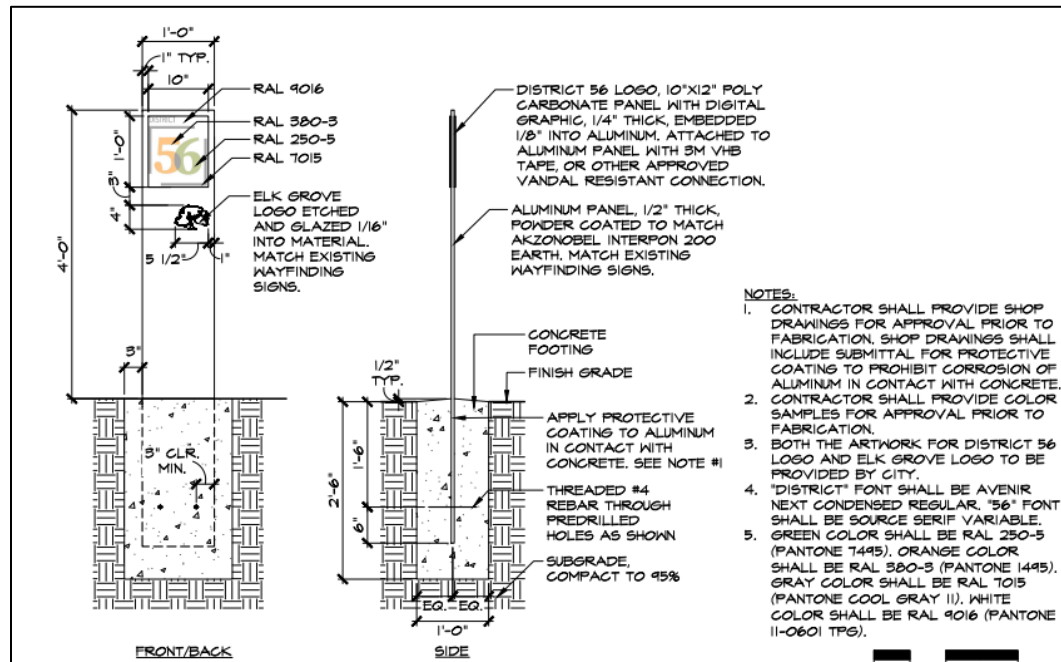 1'-0"
1" TYP.
10"
RAL 9016
RAL 380-3
RAL 250-5
RAL 7015
DISTRICT
56
1'-0"
3"
4"
4'-0"
5 1/2"
1"
ELK GROVE
LOGO ETCHED
AND GLAZED 1/16"
INTO MATERIAL.
MATCH EXISTING
WAYFINDING
SIGNS.
3"
3" CLR.
MIN.
FRONT/BACK
DISTRICT 56 LOGO, 10"X12" POLY
CARBONATE PANEL WITH DIGITAL
GRAPHIC, 1/4" THICK, EMBEDDED
1/8" INTO ALUMINUM. ATTACHED TO
ALUMINUM PANEL WITH 3M VHB
TAPE, OR OTHER APPROVED
VANDAL RESISTANT CONNECTION.
ALUMINUM PANEL, 1/2" THICK,
POWDER COATED TO MATCH
AKZONOBEL INTERPON 200
EARTH. MATCH EXISTING
WAYFINDING SIGNS.
CONCRETE
FOOTING
FINISH GRADE
1/2"
TYP.
APPLY PROTECTIVE
COATING TO ALUMINUM
IN CONTACT WITH
CONCRETE. SEE NOTE #1
THREADED #4
REBAR THROUGH
PREDRILLED
HOLES AS SHOWN
SUBGRADE,
COMPACT TO 95%
1'-6"
2'-6"
6"
EQ. EQ.
1'-0"
SIDE
NOTES:
1. CONTRACTOR SHALL PROVIDE SHOP
DRAWINGS FOR APPROVAL PRIOR TO
FABRICATION. SHOP DRAWINGS SHALL
INCLUDE SUBMITTAL FOR PROTECTIVE
COATING TO PROHIBIT CORROSION OF
ALUMINUM IN CONTACT WITH CONCRETE.
2. CONTRACTOR SHALL PROVIDE COLOR
SAMPLES FOR APPROVAL PRIOR TO
FABRICATION.
3. BOTH THE ARTWORK FOR DISTRICT 56
LOGO AND ELK GROVE LOGO TO BE
PROVIDED BY CITY.
4. "DISTRICT" FONT SHALL BE AVENIR
NEXT CONDENSED REGULAR. "56" FONT
SHALL BE SOURCE SERIF VARIABLE.
5. GREEN COLOR SHALL BE RAL 250-5
(PANTONE 7495). ORANGE COLOR
SHALL BE RAL 380-3 (PANTONE 1495).
GRAY COLOR SHALL BE RAL 7015
(PANTONE COOL GRAY 11). WHITE
COLOR SHALL BE RAL 9016 (PANTONE
11-0601 TPG).